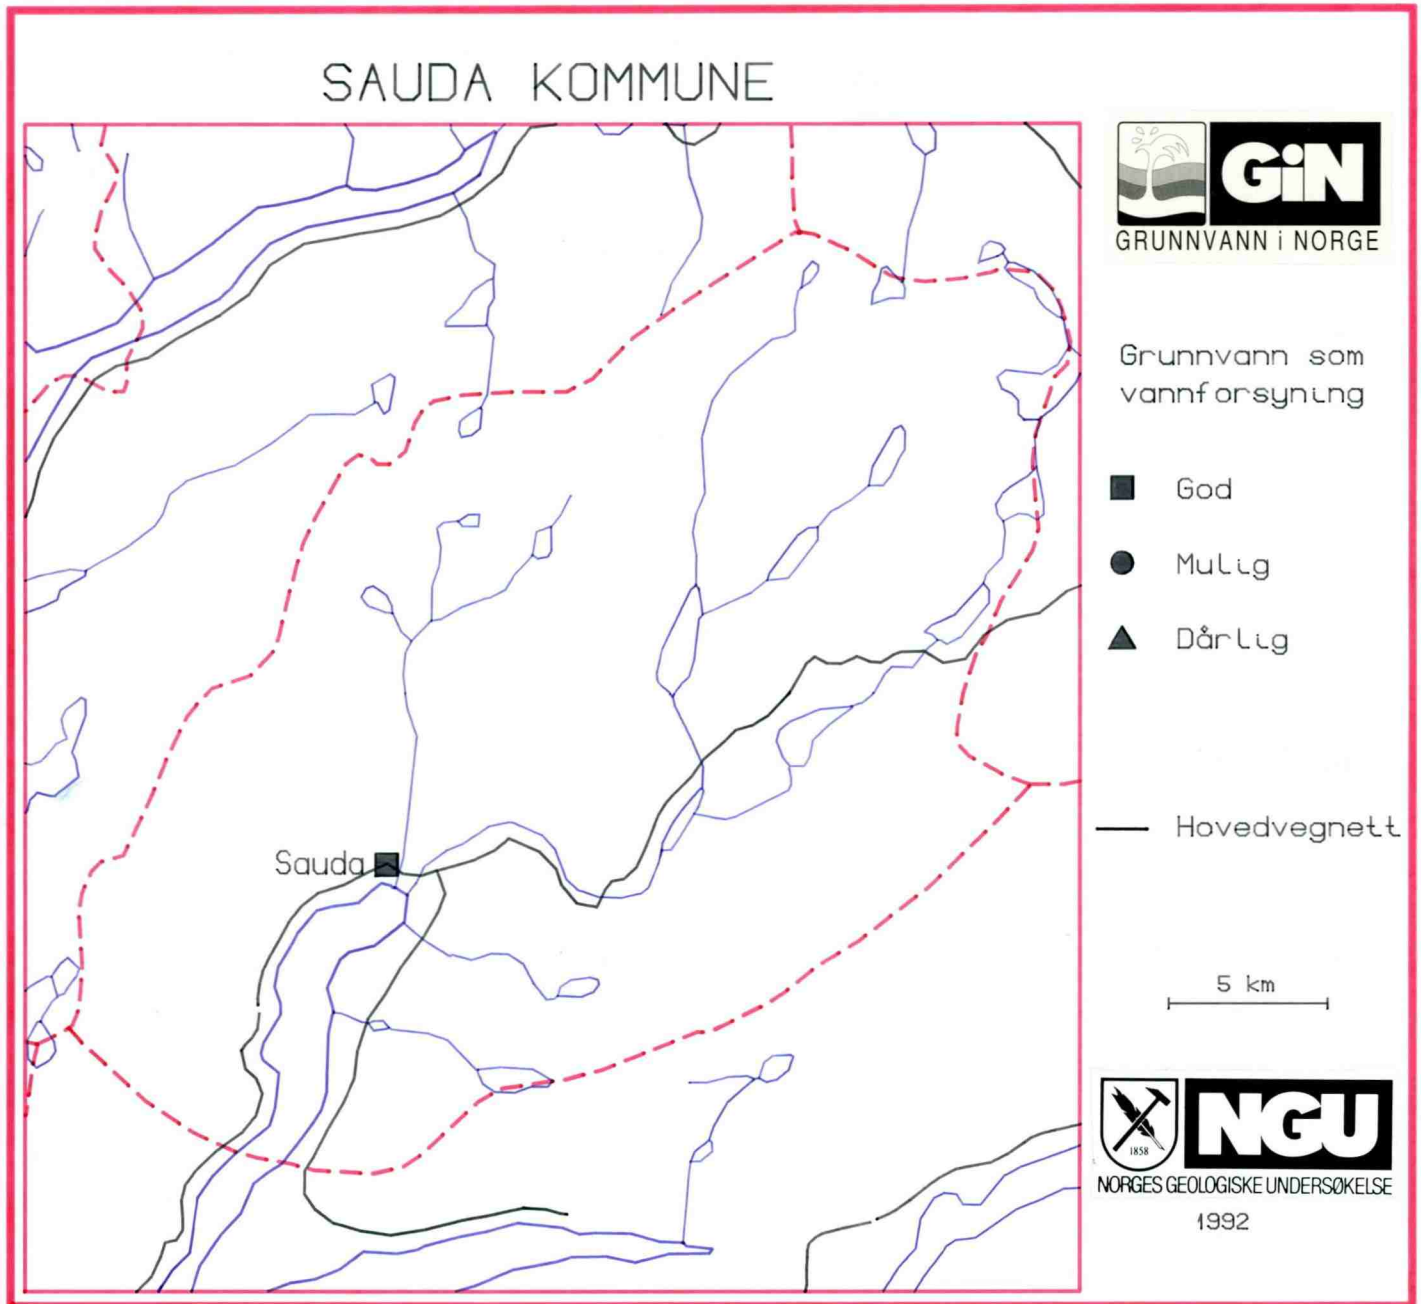 SAUDA KOMMUNE
GiN
GRUNNVANN i NORGE
Grunnvann som
vannforsyning
God
Mulig
Dårlig
Hovedvegnett
Sauda
5 km
1858
NGU
NORGES GEOLOGISKE UNDERSØKELSE
1992